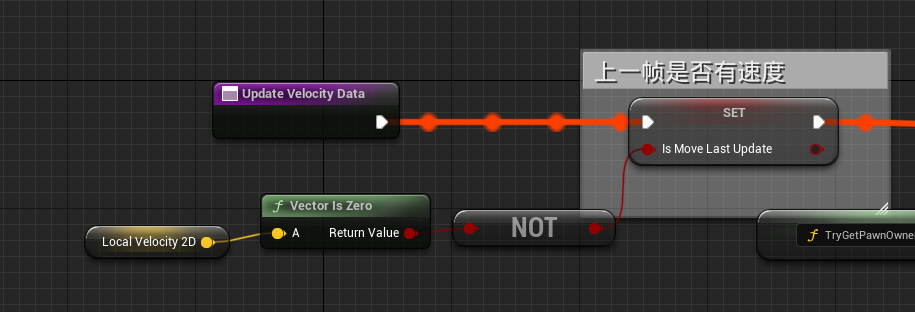 上一帧是否有速度
Update Velocity Data
SET
Is Move Last Update
Vector Is Zero
Local Velocity 2D
A
Return Value
NOT
TryGetPawnOwner